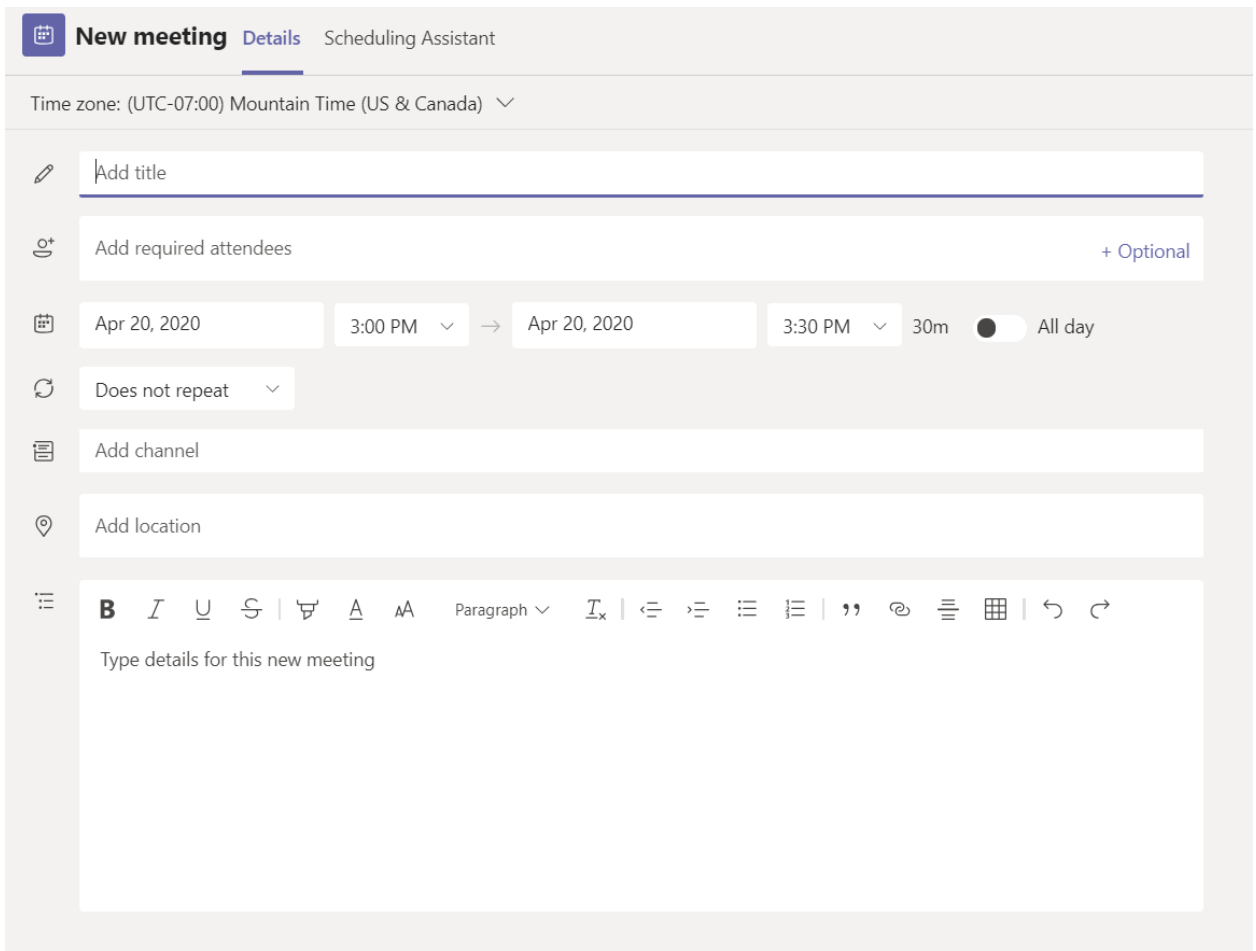 New meeting Details Scheduling Assistant
Time zone: (UTC-07:00) Mountain Time (US & Canada)
Add title
Add required attendees + Optional
Apr 20, 2020 3:00 PM → Apr 20, 2020 3:30 PM 30m All day
Does not repeat
Add channel
Add location
B I U S A AA Paragraph Ix
Type details for this new meeting